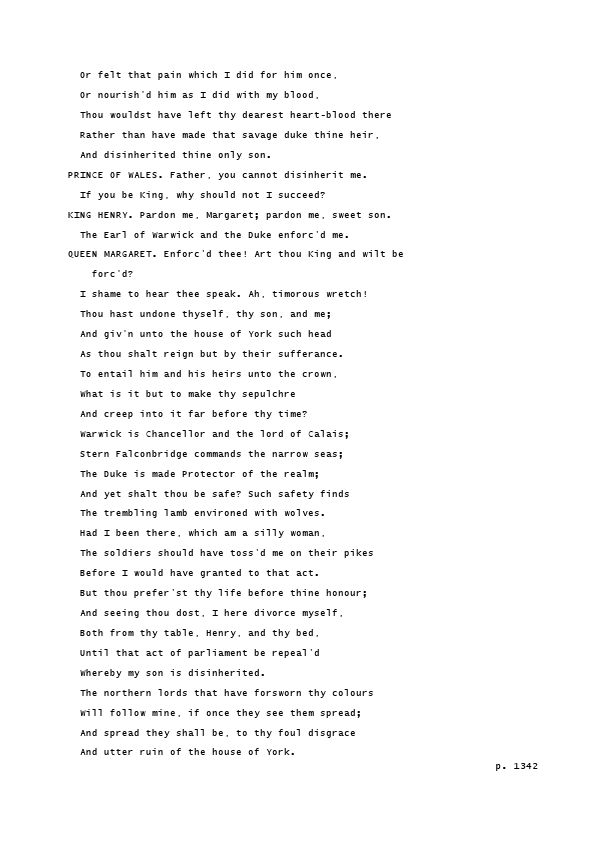 Or felt that pain which I did for him once,
Or nourish'd him as I did with my blood,
Thou wouldst have left thy dearest heart-blood there
Rather than have made that savage duke thine heir,
And disinherited thine only son.
PRINCE OF WALES. Father, you cannot disinherit me.
If you be King, why should not I succeed?
KING HENRY. Pardon me, Margaret; pardon me, sweet son.
The Earl of Warwick and the Duke enforc'd me.
QUEEN MARGARET. Enforc'd thee! Art thou King and wilt be
forc'd?
I shame to hear thee speak. Ah, timorous wretch!
Thou hast undone thyself, thy son, and me;
And giv'n unto the house of York such head
As thou shalt reign but by their sufferance.
To entail him and his heirs unto the crown,
What is it but to make thy sepulchre
And creep into it far before thy time?
Warwick is Chancellor and the lord of Calais;
Stern Falconbridge commands the narrow seas;
The Duke is made Protector of the realm;
And yet shalt thou be safe? Such safety finds
The trembling lamb environed with wolves.
Had I been there, which am a silly woman,
The soldiers should have toss'd me on their pikes
Before I would have granted to that act.
But thou prefer'st thy life before thine honour;
And seeing thou dost, I here divorce myself,
Both from thy table, Henry, and thy bed,
Until that act of parliament be repeal'd
Whereby my son is disinherited.
The northern lords that have forsworn thy colours
Will follow mine, if once they see them spread;
And spread they shall be, to thy foul disgrace
And utter ruin of the house of York.
p. 1342